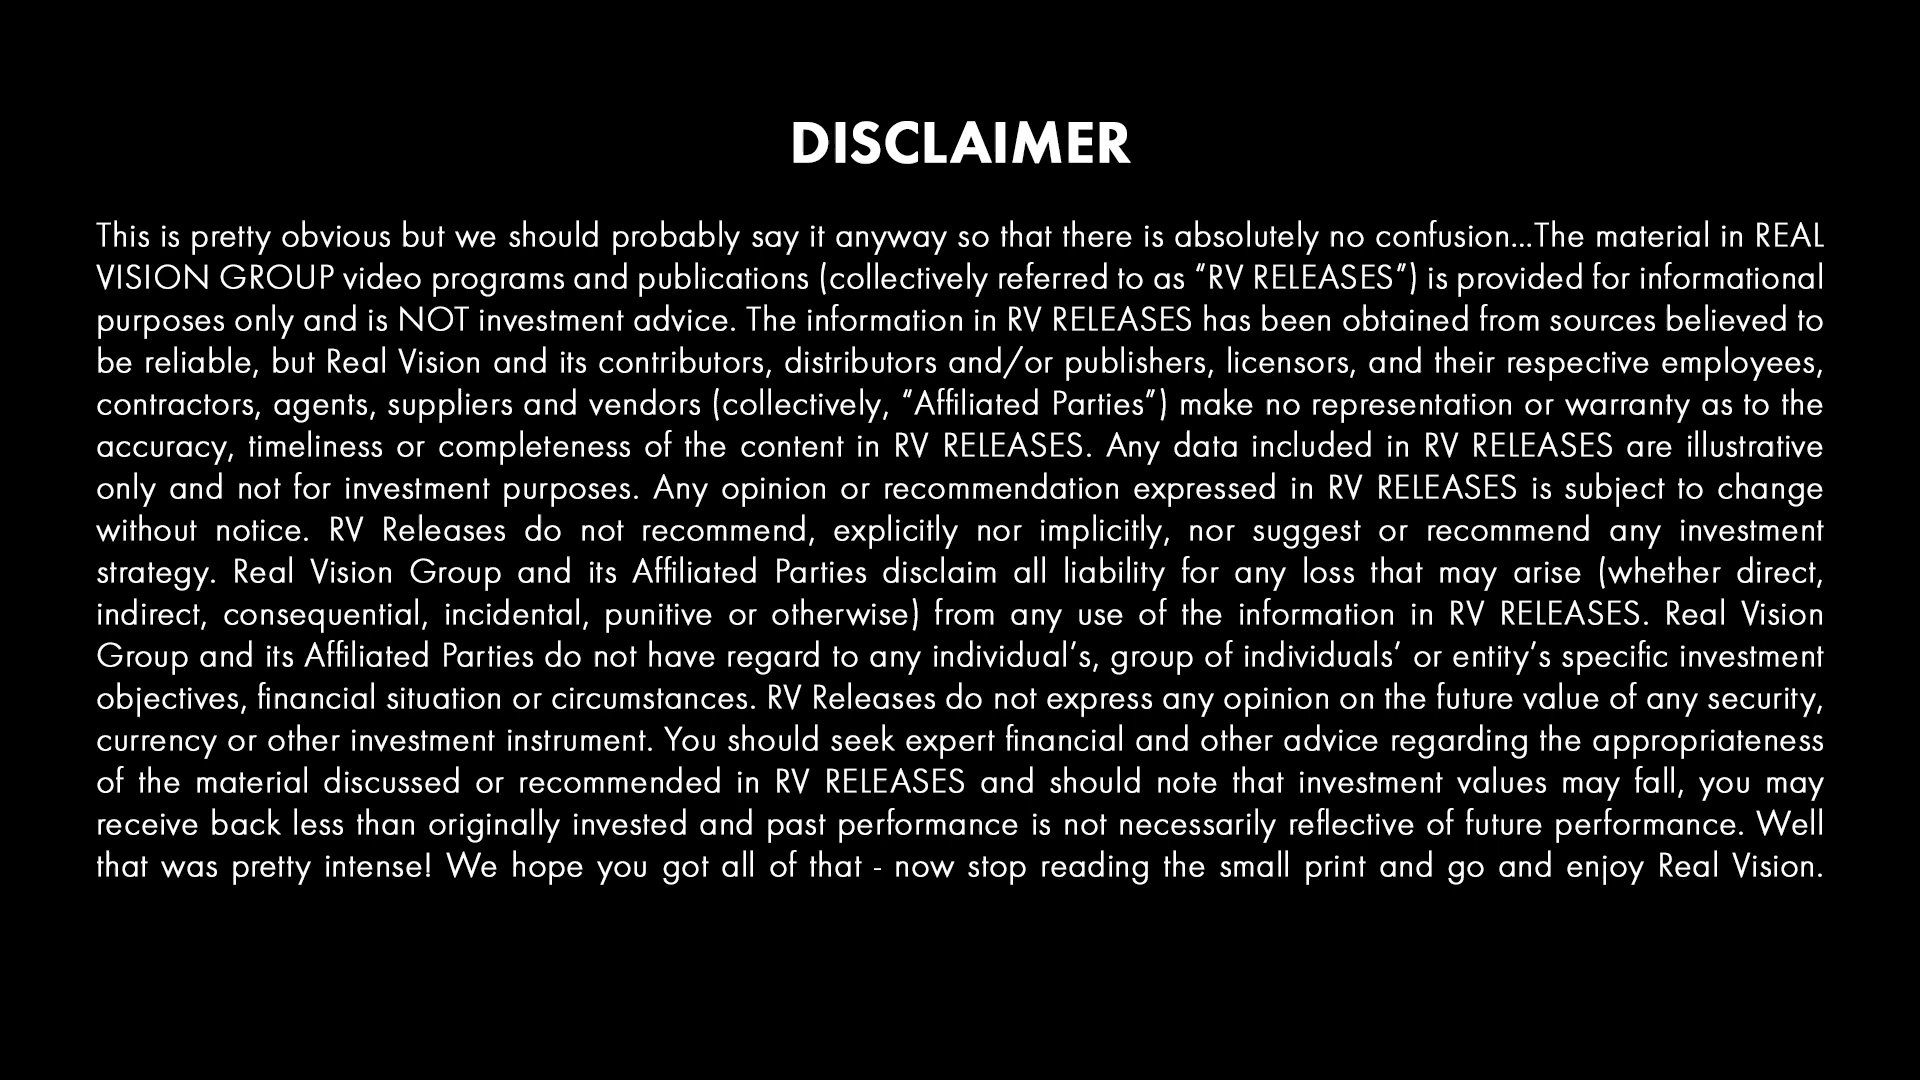 DISCLAIMER
This is pretty obvious but we should probably say it anyway so that there is absolutely no confusion...The material in REAL
VISION GROUP video programs and publications (collectively referred to as “RV RELEASES”) is provided for informational
purposes only and is NOT investment advice. The information in RV RELEASES has been obtained from sources believed to
be reliable, but Real Vision and its contributors, distributors and/or publishers, licensors, and their respective employees,
contractors, agents, suppliers and vendors (collectively, “Affiliated Parties”) make no representation or warranty as to the
accuracy, timeliness or completeness of the content in RV RELEASES. Any data included in RV RELEASES are illustrative
only and not for investment purposes. Any opinion or recommendation expressed in RV RELEASES is subject to change
without notice. RV Releases do not recommend, explicitly nor implicitly, nor suggest or recommend any investment
strategy. Real Vision Group and its Affiliated Parties disclaim all liability for any loss that may arise (whether direct,
indirect, consequential, incidental, punitive or otherwise) from any use of the information in RV RELEASES. Real Vision
Group and its Affiliated Parties do not have regard to any individual’s, group of individuals’ or entity’s specific investment
objectives, financial situation or circumstances. RV Releases do not express any opinion on the future value of any security,
currency or other investment instrument. You should seek expert financial and other advice regarding the appropriateness
of the material discussed or recommended in RV RELEASES and should note that investment values may fall, you may
receive back less than originally invested and past performance is not necessarily reflective of future performance. Well
that was pretty intense! We hope you got all of that - now stop reading the small print and go and enjoy Real Vision.